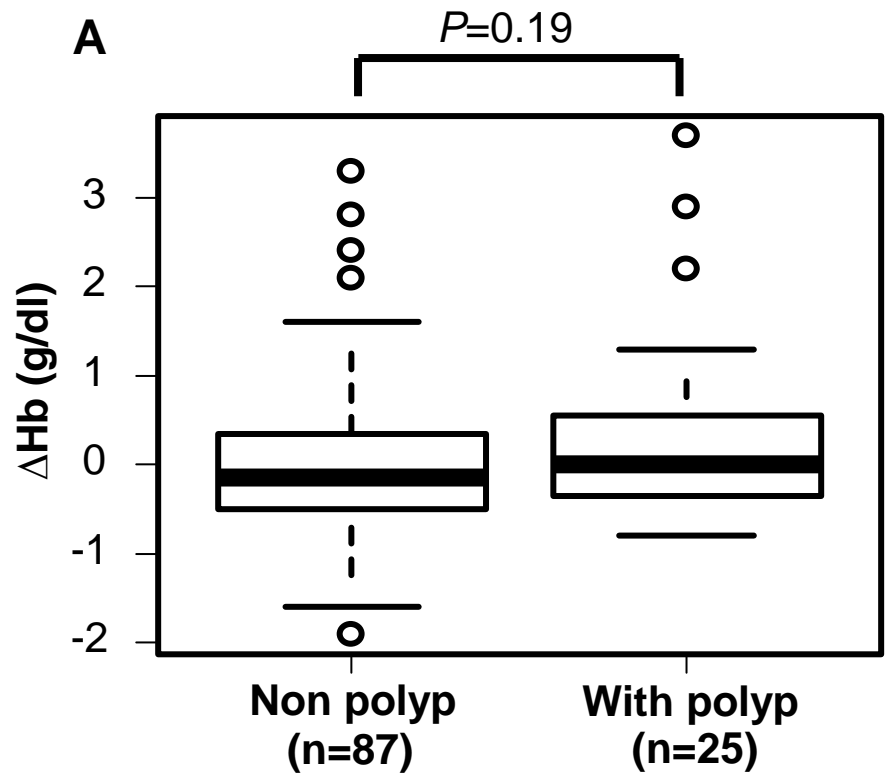 A
P=0.19
ΔHb (g/dl)
3
2
1
0
-1
-2
Non polyp
(n=87)
With polyp
(n=25)